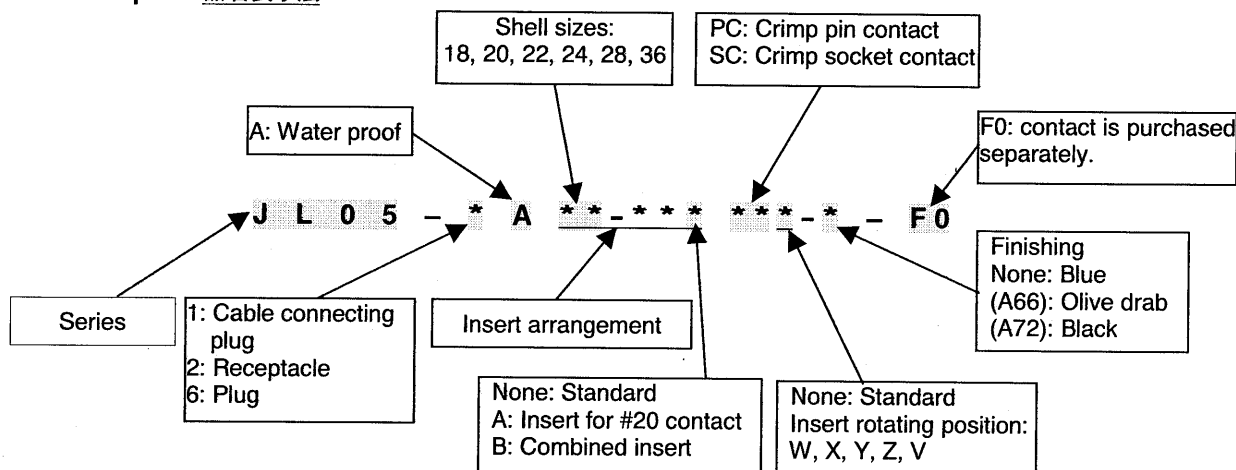 Shell sizes:
18, 20, 22, 24, 28, 36
PC: Crimp pin contact
SC: Crimp socket contact
A: Water proof
F0: contact is purchased
separately.
J L 0 5 – * A * * - * * * * * * - * – F0
Series
1: Cable connecting
plug
2: Receptacle
6: Plug
Insert arrangement
Finishing
None: Blue
(A66): Olive drab
(A72): Black
None: Standard
A: Insert for #20 contact
B: Combined insert
None: Standard
Insert rotating position:
W, X, Y, Z, V